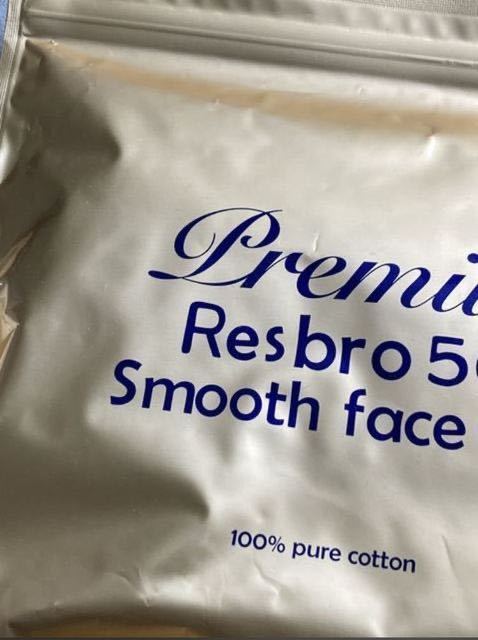 Premi
Resbro 5
Smooth face
100% pure cotton